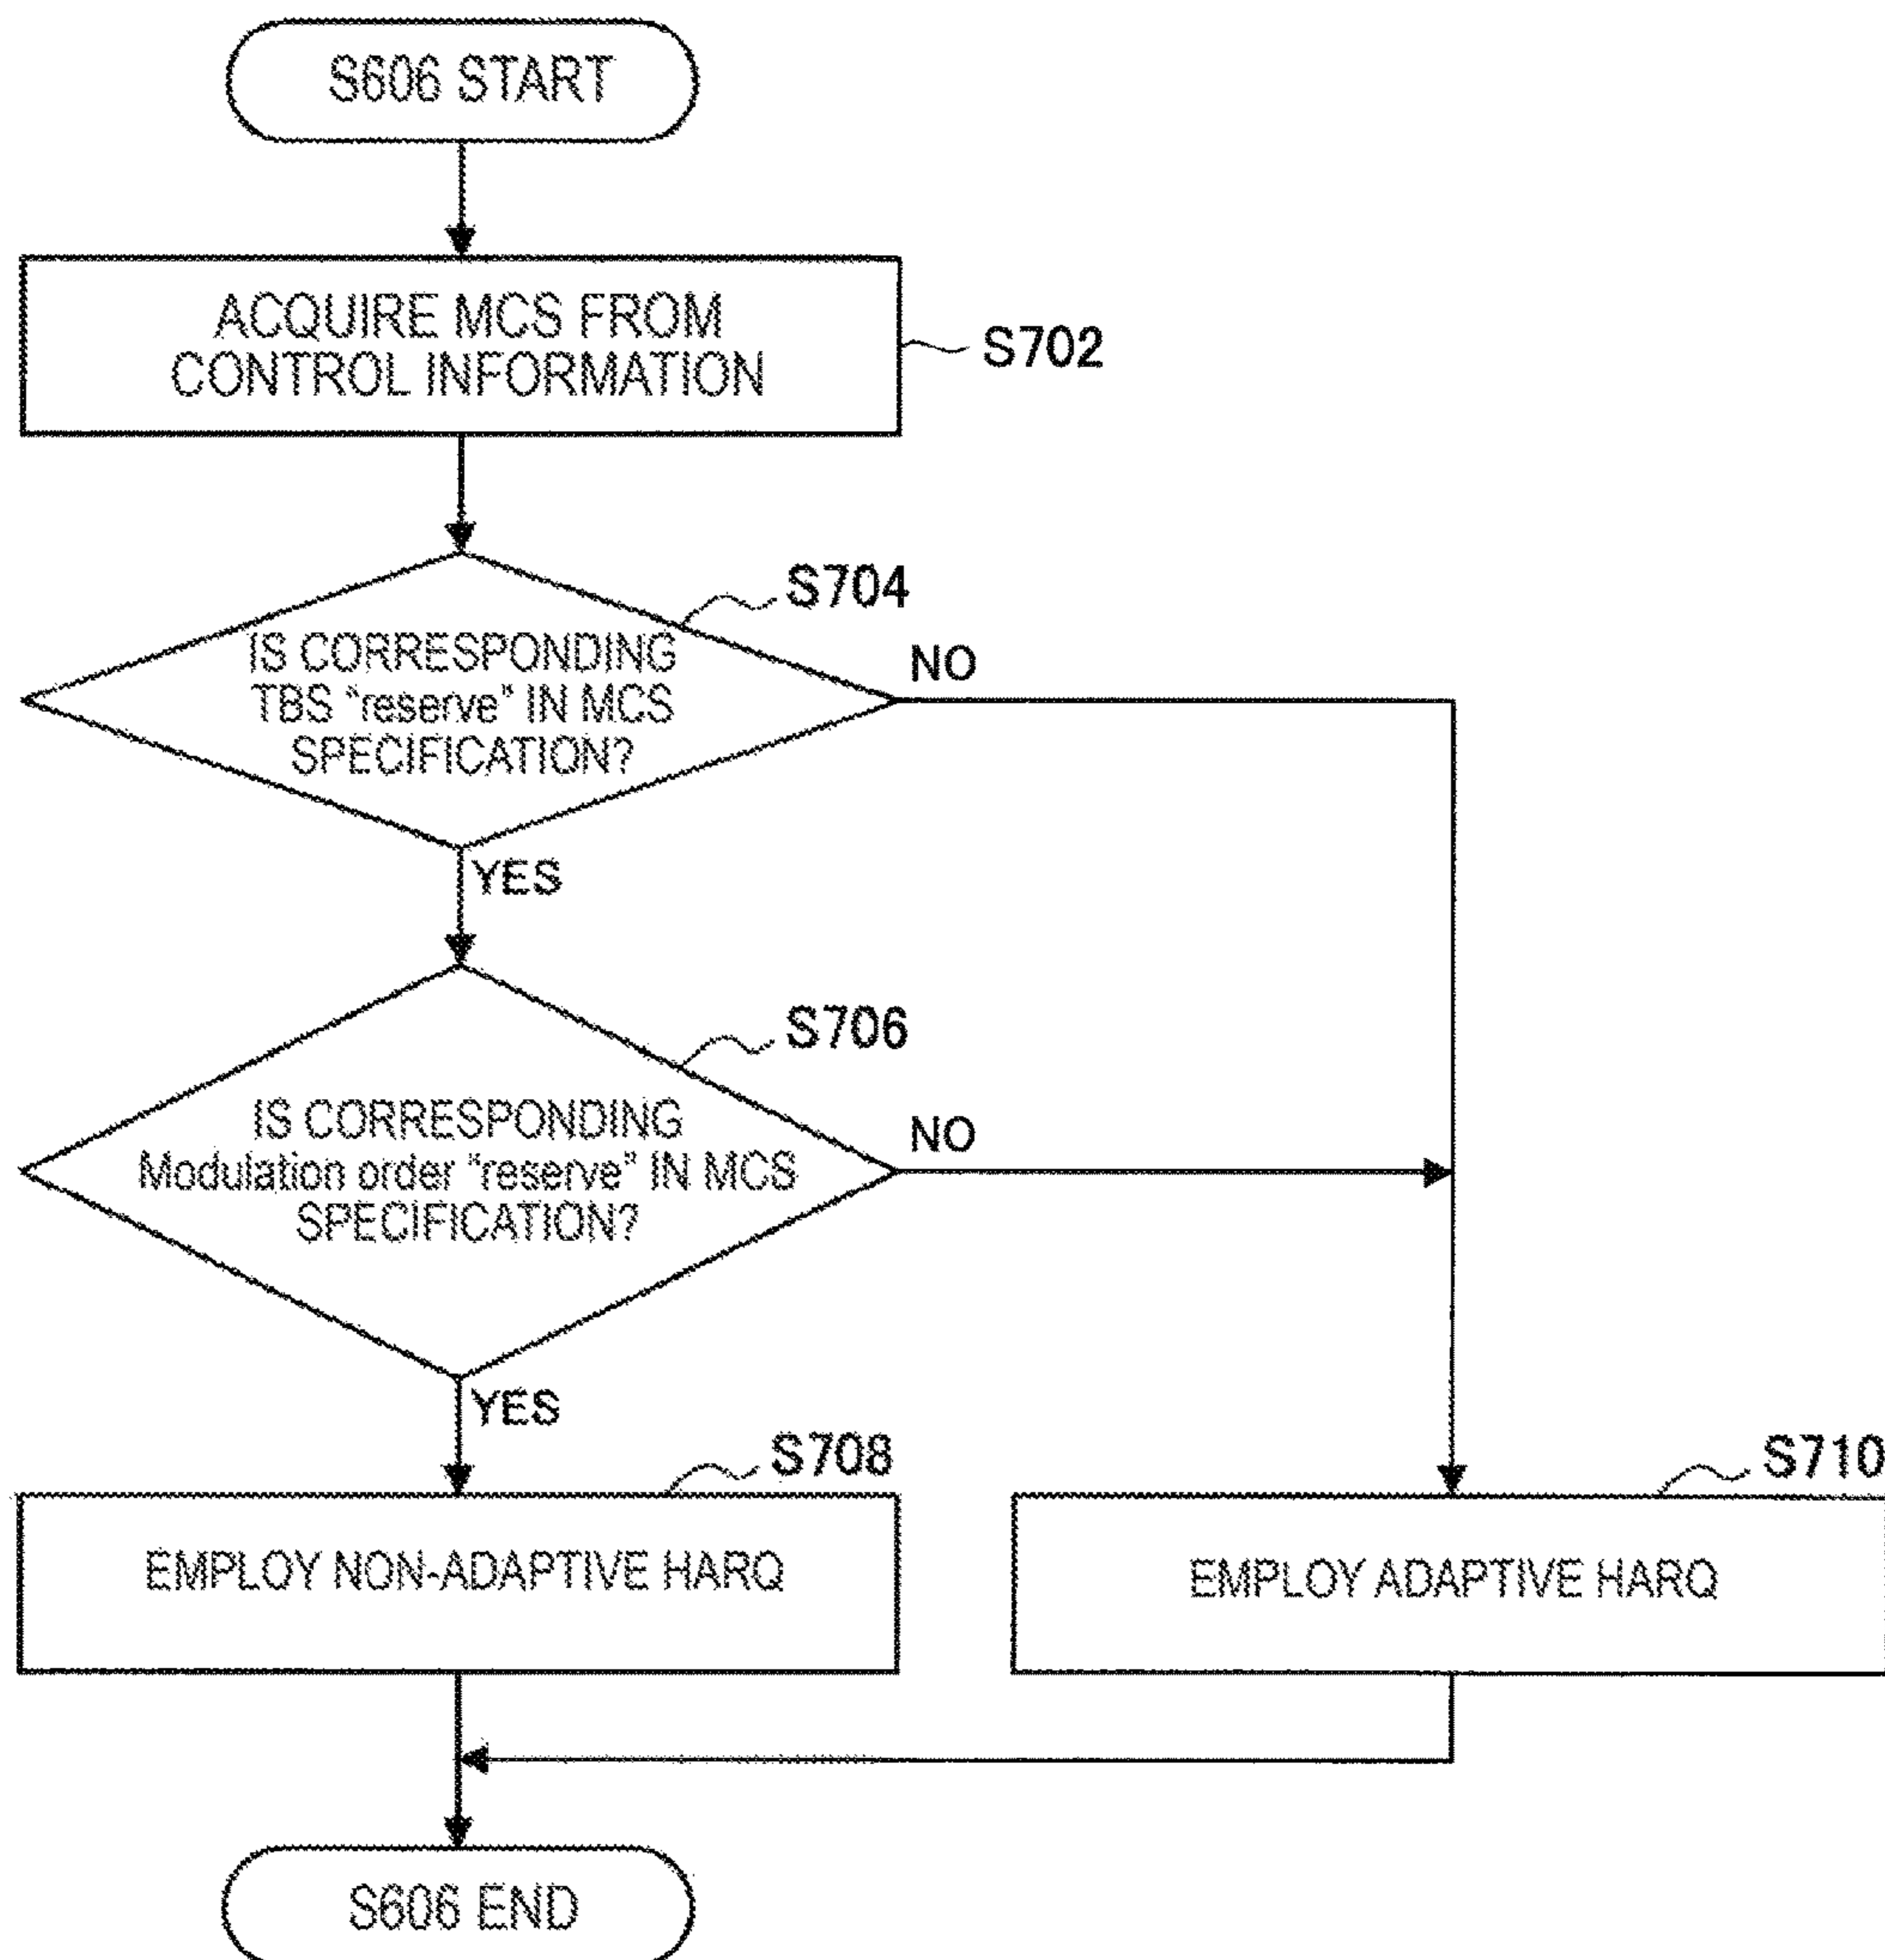 S606 START
ACQUIRE MCS FROM
CONTROL INFORMATION
S702
S704
IS CORRESPONDING
TBS “reserve” IN MCS
SPECIFICATION?
NO
YES
S706
IS CORRESPONDING
Modulation order “reserve” IN MCS
SPECIFICATION?
NO
YES
S708
EMPLOY NON-ADAPTIVE HARQ
S710
EMPLOY ADAPTIVE HARQ
S606 END